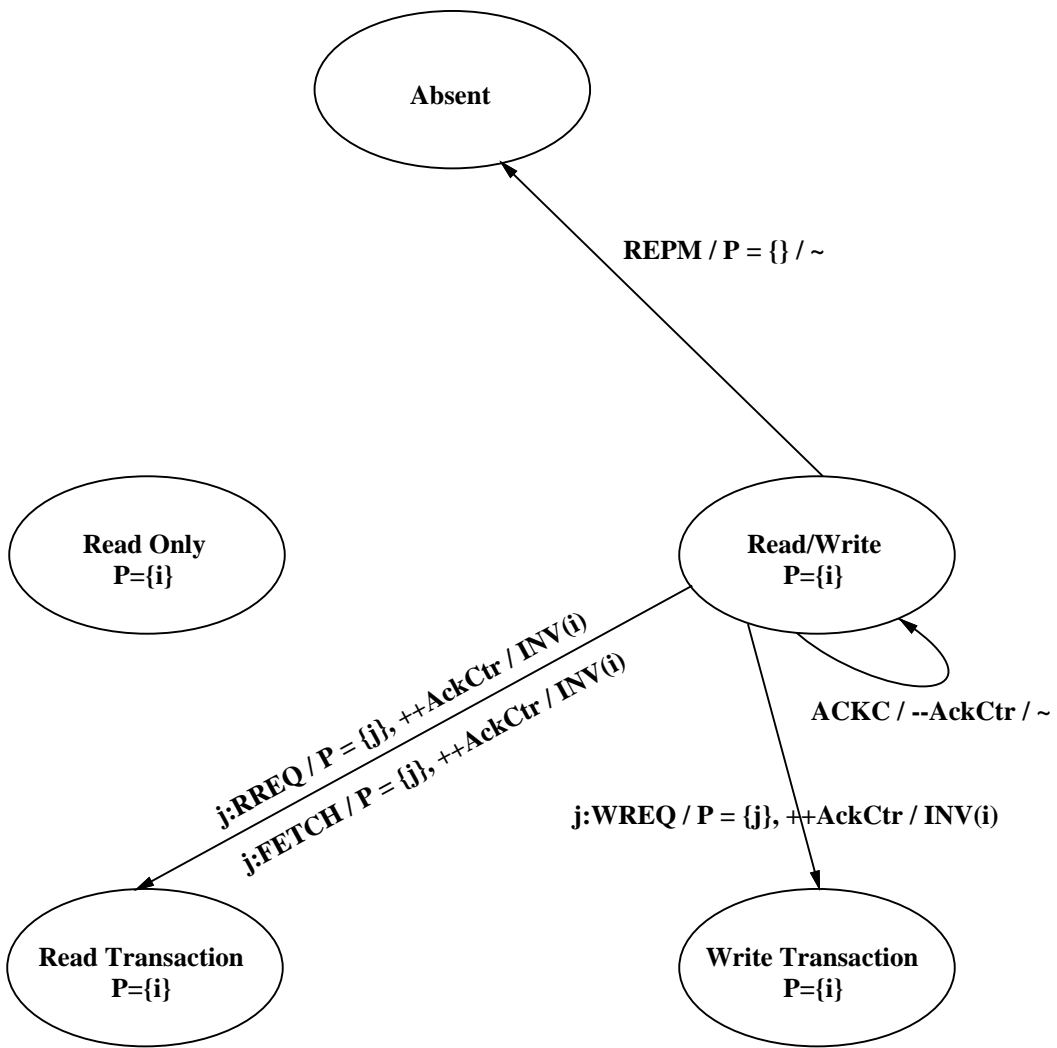 Absent
REPM / P = {} / ~
Read Only
P={i}
Read/Write
P={i}
j:RREQ / P = {j}, ++AckCtr / INV(i)
j:FETCH / P = {j}, ++AckCtr / INV(i)
ACKC / --AckCtr / ~
j:WREQ / P = {j}, ++AckCtr / INV(i)
Read Transaction
P={i}
Write Transaction
P={i}